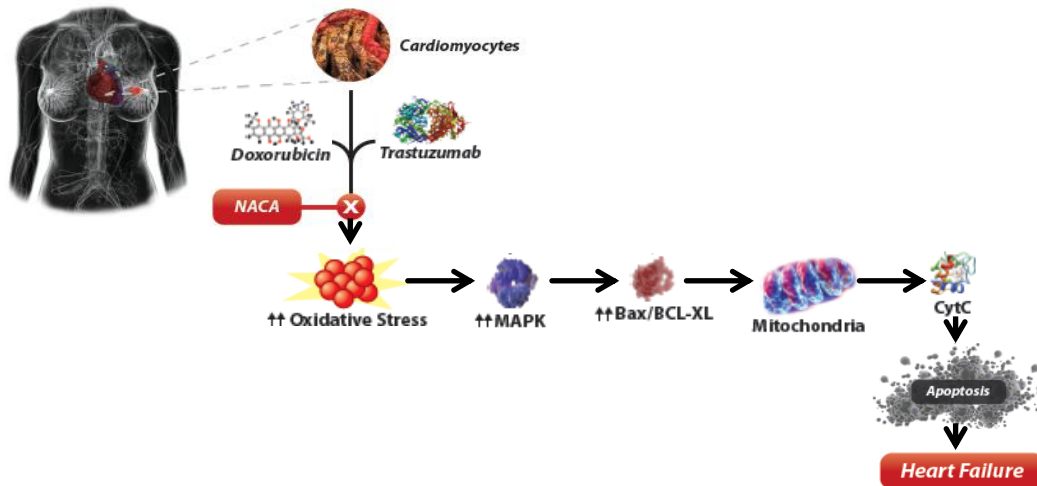 Cardiomyocytes
Doxorubicin
Trastuzumab
NACA
X
↑↑ Oxidative Stress
↑↑MAPK
↑↑Bax/BCL-XL
Mitochondria
CytC
Apoptosis
Heart Failure